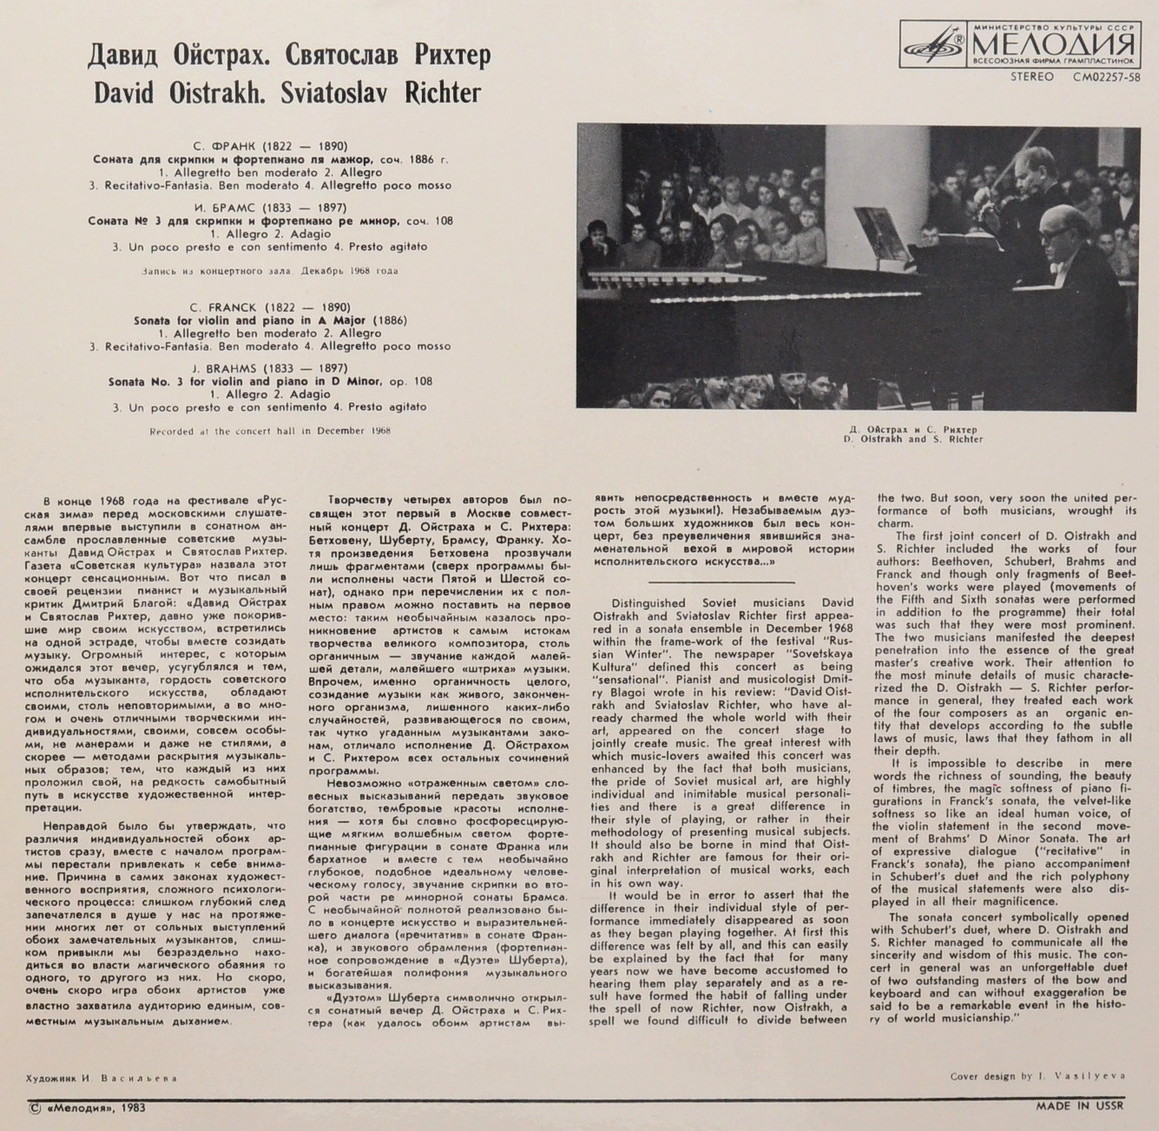 Давид Ойстрах. Святослав Рихтер
David Oistrakh. Sviatoslav Richter
МИНИСТЕРСТВО КУЛЬТУРЫ СССР
МЕЛОДИЯ
ВСЕСОЮЗНАЯ ФИРМА ГРАМПЛАСТИНОК
STEREO СМ02257-58
С. ФРАНК (1822 — 1890)
Соната для скрипки и фортепиано ля мажор, соч. 1886 г.
1. Allegretto ben moderato 2. Allegro
3. Recitativo-Fantasia. Ben moderato 4. Allegretto poco mosso
И. БРАМС (1833 — 1897)
Соната № 3 для скрипки и фортепиано ре минор, соч. 108
1. Allegro 2. Adagio
3. Un poco presto e con sentimento 4. Presto agitato
Запись из концертного зала. Декабрь 1968 года
C. FRANCK (1822 — 1890)
Sonata for violin and piano in A Major (1886)
1. Allegretto ben moderato 2. Allegro
3. Recitativo-Fantasia. Ben moderato 4. Allegretto poco mosso
J. BRAHMS (1833 — 1897)
Sonata No. 3 for violin and piano in D Minor, op. 108
1. Allegro 2. Adagio
3. Un poco presto e con sentimento 4. Presto agitato
Recorded at the concert hall in December 1968
Д. Ойстрах и С. Рихтер
D. Oistrakh and S. Richter
В конце 1968 года на фестивале «Рус-
ская зима» перед московскими слушате-
лями впервые выступили в сонатном ан-
самбле прославленные советские музы-
канты Давид Ойстрах и Святослав Рихтер.
Газета «Советская культура» назвала этот
концерт сенсационным. Вот что писал в
своей рецензии пианист и музыкальный
критик Дмитрий Благой: «Давид Ойстрах
и Святослав Рихтер, давно уже покорив-
шие мир своим искусством, встретились
на одной эстраде, чтобы вместе созидать
музыку. Огромный интерес, с которым
ожидался этот вечер, усугублялся и тем,
что оба музыканта, гордость советского
исполнительского искусства, обладают
своими, столь неповторимыми, а во мно-
гом и очень отличными творческими ин-
дивидуальностями, своими, совсем особы-
ми, не манерами и даже не стилями, а
скорее — методами раскрытия музыкаль-
ных образов; тем, что каждый из них
проложил свой, на редкость самобытный
путь в искусстве художественной интер-
претации.
Неправдой было бы утверждать, что
различия индивидуальностей обоих ар-
тистов сразу, вместе с началом програм-
мы перестали привлекать к себе внима-
ние. Причина в самих законах художест-
венного восприятия, сложного психологи-
ческого процесса: слишком глубокий след
запечатлелся в душе у нас на протяже-
нии многих лет от сольных выступлений
обоих замечательных музыкантов, слиш-
ком привыкли мы безраздельно нахо-
диться во власти магического обаяния то
одного, то другого из них. Но скоро,
очень скоро игра обоих артистов уже
властно захватила аудиторию единым, сов-
местным музыкальным дыханием.
Творчеству четырех авторов был по-
священ этот первый в Москве совмест-
ный концерт Д. Ойстраха и С. Рихтера:
Бетховену, Шуберту, Брамсу, Франку. Хо-
тя произведения Бетховена прозвучали
лишь фрагментами (сверх программы бы-
ли исполнены части Пятой и Шестой со-
нат), однако при перечислении их с пол-
ным правом можно поставить на первое
место: таким необычайным казалось про-
никновение артистов к самым истокам
творчества великого композитора, столь
органичным — звучание каждой малей-
шей детали, малейшего «штриха» музыки.
Впрочем, именно органичность целого,
созидание музыки как живого, закончен-
ного организма, лишенного каких-либо
случайностей, развивающегося по своим,
так чутко угаданным музыкантами зако-
нам, отличало исполнение Д. Ойстрахом
и С. Рихтером всех остальных сочинений
программы.
Невозможно «отраженным светом» сло-
весных высказываний передать звуковое
богатство, тембровые красоты исполне-
ния — хотя бы словно фосфоресцирую-
щие мягким волшебным светом форте-
пианные фигурации в сонате Франка или
бархатное и вместе с тем необычайно
глубокое, подобное идеальному челове-
ческому голосу, звучание скрипки во вто-
рой части ре минорной сонаты Брамса.
С необычайной полнотой реализовано бы-
ло в концерте искусство и выразительней-
шего диалога («речитатив» в сонате Фран-
ка), и звукового обрамления (фортепиан-
ное сопровождение в «Дуэте» Шуберта),
и богатейшая полифония музыкального
высказывания.
«Дуэтом» Шуберта символично открыл-
ся сонатный вечер Д. Ойстраха и С. Рих-
тера (как удалось обоим артистам вы-
явить непосредственность и вместе муд-
рость этой музыки!). Незабываемым дуэ-
том больших художников был весь кон-
церт, без преувеличения явившийся зна-
менательной вехой в мировой истории
исполнительского искусства...»
Distinguished Soviet musicians David
Oistrakh and Sviatoslav Richter first appea-
red in a sonata ensemble in December 1968
within the frame-work of the festival "Rus-
sian Winter". The newspaper "Sovetskaya
Kultura" defined this concert as being
"sensational". Pianist and musicologist Dmit-
ry Blagoi wrote in his review: "David Oist-
rakh and Sviatoslav Richter, who have al-
ready charmed the whole world with their
art, appeared on the concert stage to
jointly create music. The great interest with
which music-lovers awaited this concert was
enhanced by the fact that both musicians,
the pride of Soviet musical art, are highly
individual and inimitable musical personali-
ties and there is a great difference in
their style of playing, or rather in their
methodology of presenting musical subjects.
It should also be borne in mind that Oist-
rakh and Richter are famous for their ori-
ginal interpretation of musical works, each
in his own way.
It would be in error to assert that the
difference in their individual style of per-
formance immediately disappeared as soon
as they began playing together. At first this
difference was felt by all, and this can easily
be explained by the fact that for many
years now we have become accustomed to
hearing them play separately and as a re-
sult have formed the habit of falling under
the spell of now Richter, now Oistrakh, a
spell we found difficult to divide between
the two. But soon, very soon the united per-
formance of both musicians, wrought its
charm.
The first joint concert of D. Oistrakh and
S. Richter included the works of four
authors: Beethoven, Schubert, Brahms and
Franck and though only fragments of Beet-
hoven's works were played (movements of
the Fifth and Sixth sonatas were performed
in addition to the programme) their total
was such that they were most prominent.
The two musicians manifested the deepest
penetration into the essence of the great
master's creative work. Their attention to
the most minute details of music characte-
rized the D. Oistrakh — S. Richter perfor-
mance in general, they treated each work
of the four composers as an organic en-
tity that develops according to the subtle
laws of music, laws that they fathom in all
their depth.
It is impossible to describe in mere
words the richness of sounding, the beauty
of timbres, the magic softness of piano fi-
gurations in Franck's sonata, the velvet-like
softness so like an ideal human voice, of
the violin statement in the second move-
ment of Brahms' D Minor Sonata. The art
of expressive dialogue ("recitative" in
Franck's sonata), the piano accompaniment
in Schubert's duet and the rich polyphony
of the musical statements were also dis-
played in all their magnificence.
The sonata concert symbolically opened
with Schubert's duet, where D. Oistrakh and
S. Richter managed to communicate all the
sincerity and wisdom of this music. The con-
cert in general was an unforgettable duet
of two outstanding masters of the bow and
keyboard and can without exaggeration be
said to be a remarkable event in the histo-
ry of world musicianship."
Художник И. Васильева
Cover design by I. Vasilyeva
© «Мелодия», 1983
MADE IN USSR